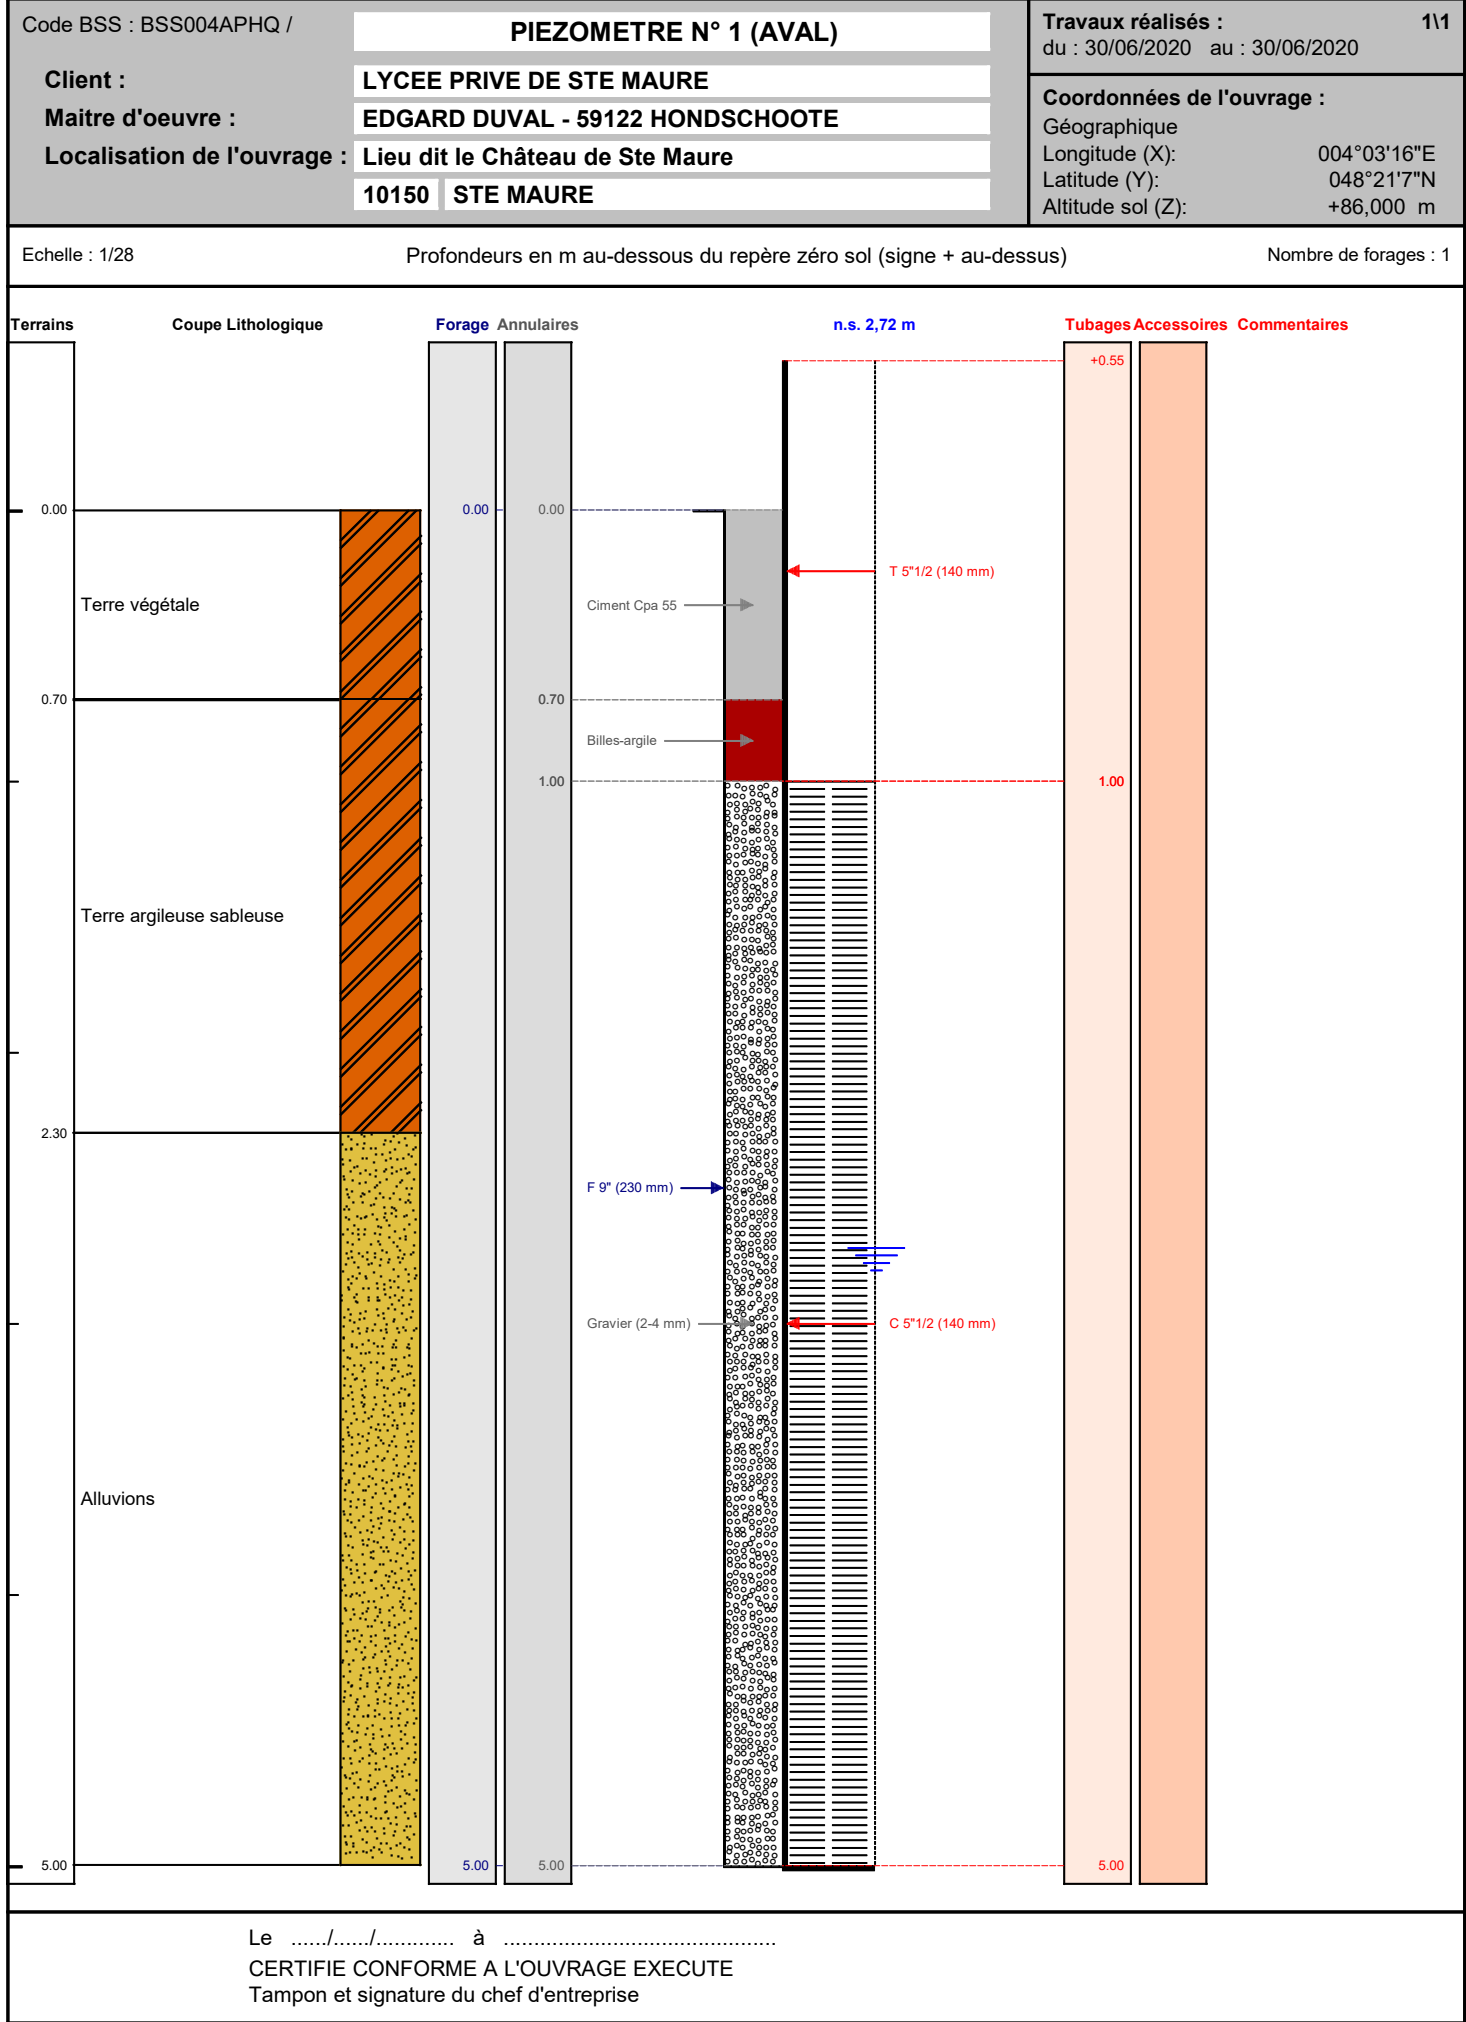 Code BSS : BSS004APHQ /
PIEZOMETRE N° 1 (AVAL)
Client :
LYCEE PRIVE DE STE MAURE
Maitre d'oeuvre :
EDGARD DUVAL - 59122 HONDSCHOOTE
Localisation de l'ouvrage :
Lieu dit le Château de Ste Maure
10150 STE MAURE
Travaux réalisés : 1\1
du : 30/06/2020 au : 30/06/2020
Coordonnées de l'ouvrage :
Géographique
Longitude (X): 004°03'16"E
Latitude (Y): 048°21'7"N
Altitude sol (Z): +86,000 m
Echelle : 1/28
Profondeurs en m au-dessous du repère zéro sol (signe + au-dessus)
Nombre de forages : 1
Terrains
Coupe Lithologique
Forage
Annulaires
n.s. 2,72 m
Tubages
Accessoires
Commentaires
+0.55
0.00
0.00
0.00
T 5"1/2 (140 mm)
Terre végétale
Ciment Cpa 55
0.70
0.70
Billes-argile
1.00
1.00
Terre argileuse sableuse
2.30
F 9" (230 mm)
Gravier (2-4 mm)
C 5"1/2 (140 mm)
Alluvions
5.00
5.00
5.00
5.00
Le ....../....../............. à .............................................
CERTIFIE CONFORME A L'OUVRAGE EXECUTE
Tampon et signature du chef d'entreprise